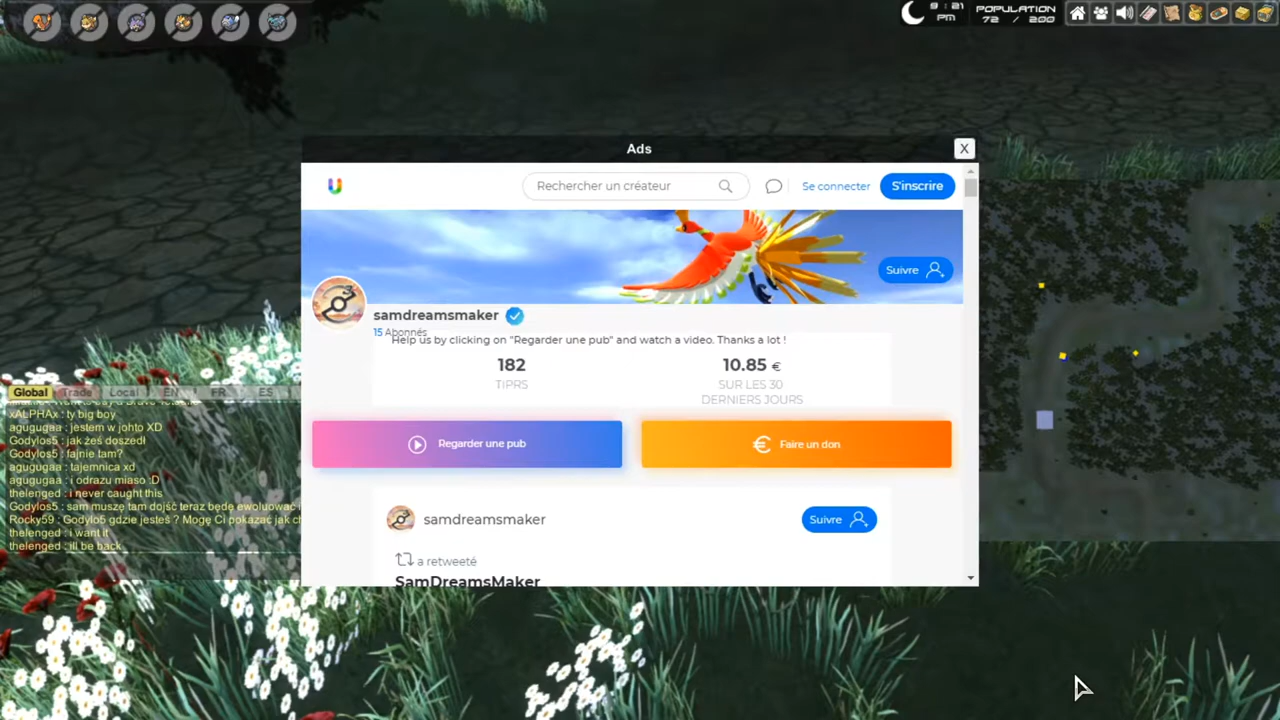 9 : 21
PM
POPULATION
72 / 200
Ads
X
Rechercher un créateur
Se connecter
S'inscrire
Suivre
samdreamsmaker
15 Abonnés
Help us by clicking on "Regarder une pub" and watch a video. Thanks a lot !
182
TIPRS
10.85 €
SUR LES 30
DERNIERS JOURS
Regarder une pub
Faire un don
samdreamsmaker
Suivre
a retweeté
SamDreamsMaker
Global Trade Local EN FR ES
xALPHAx : ty big boy
agugugaa : jestem w johto XD
Godylos5 : jak żeś doszedł
Godylos5 : fajnie tam?
agugugaa : tajemnica xd
agugugaa : i odrazu miaso :D
thelenged : i never caught this
Godylos5 : sam muszę tam dojść teraz będę ewoluować
Rocky59 : Godylo5 gdzie jesteś ? Mogę Ci pokazac jak
thelenged : i want it
thelenged : ill be back